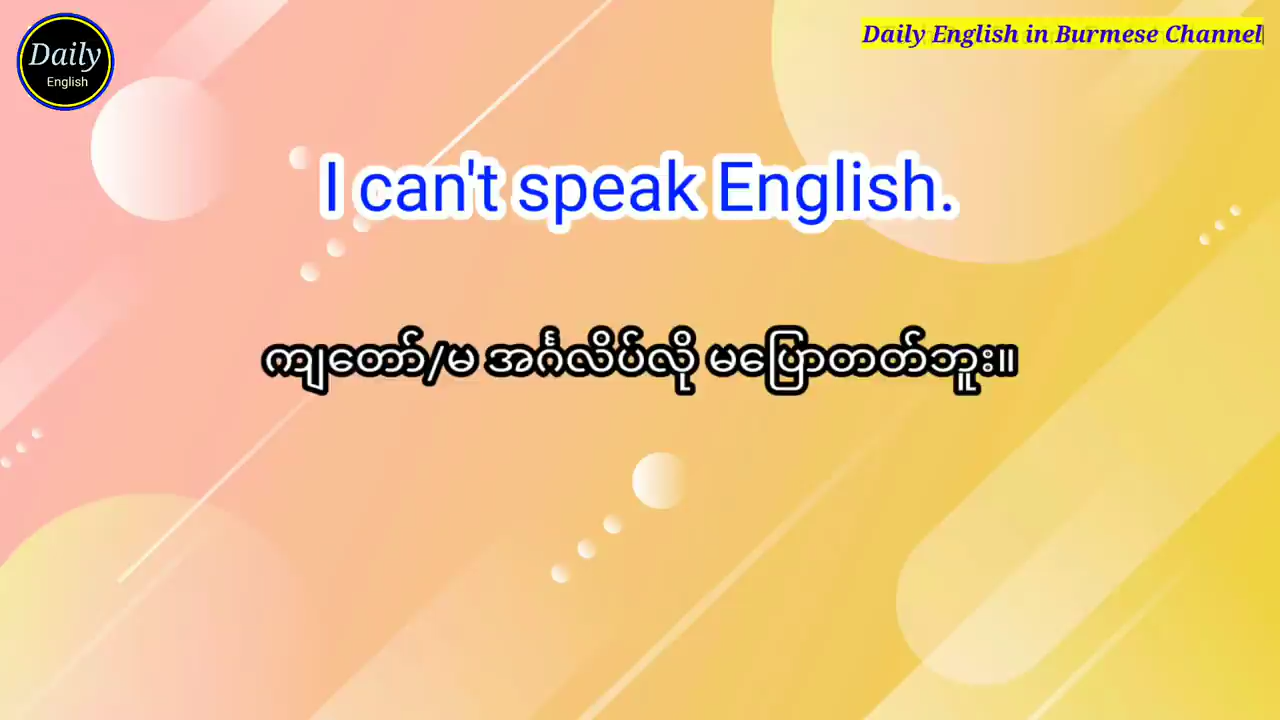 Daily
English
Daily English in Burmese Channel
I can't speak English.
ကျတော်/မ အင်္ဂလိပ်လို မပြောတတ်ဘူး။